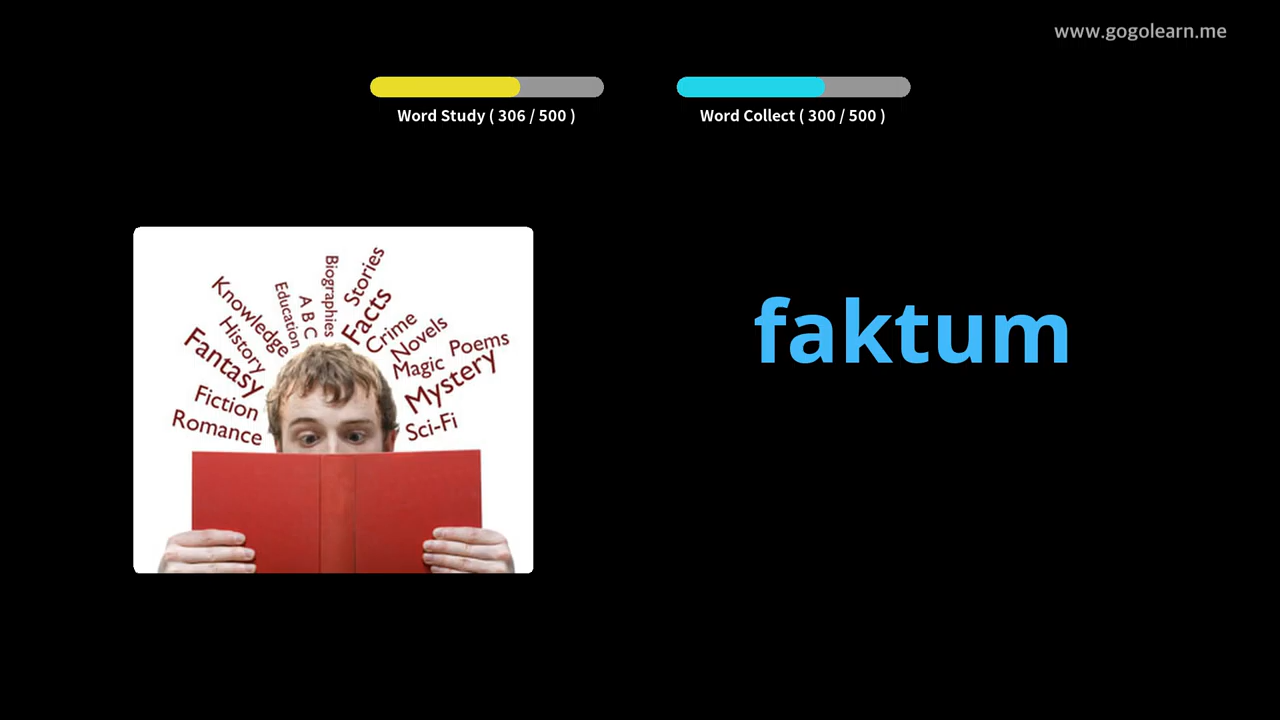 www.gogolearn.me
Word Study ( 306 / 500 )
Word Collect ( 300 / 500 )
Knowledge
Education
A B C
Biographies
Stories
Facts
Crime
Novels
Poems
History
Fantasy
Magic
Mystery
Fiction
Romance
Sci-Fi
faktum